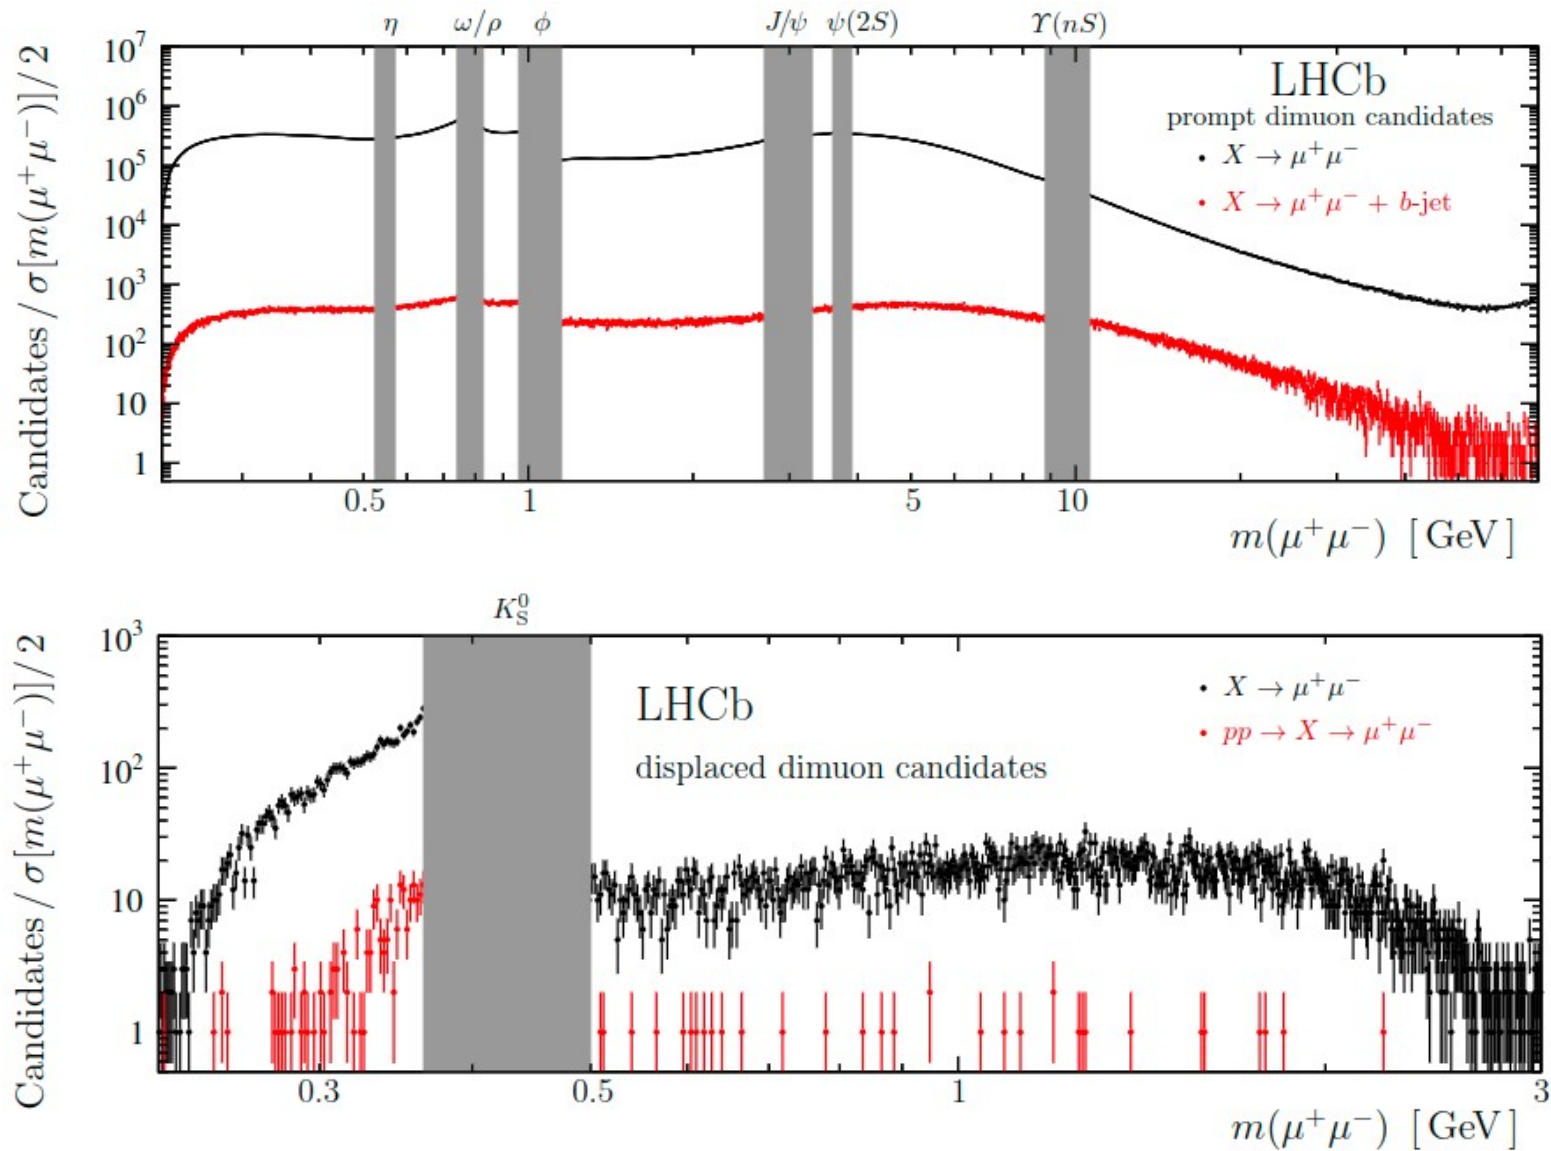 η ω/ρ ϕ J/ψ ψ(2S) Υ(nS)
Candidates / σ[m(μ⁺μ⁻)]/2
10⁷
10⁶
10⁵
10⁴
10³
10²
10
1
LHCb
prompt dimuon candidates
X → μ⁺μ⁻
X → μ⁺μ⁻ + b-jet
0.5 1 5 10
m(μ⁺μ⁻) [GeV]
K⁰S
Candidates / σ[m(μ⁺μ⁻)]/2
10³
10²
10
1
LHCb
displaced dimuon candidates
X → μ⁺μ⁻
pp → X → μ⁺μ⁻
0.3 0.5 1 3
m(μ⁺μ⁻) [GeV]